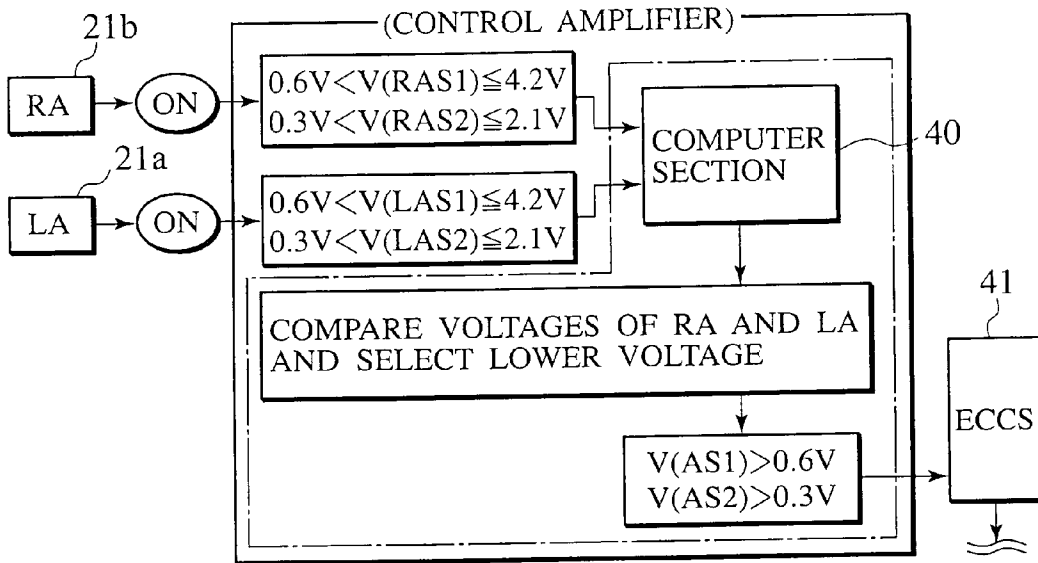 (CONTROL AMPLIFIER)
21b
RA
ON
0.6V<V(RAS1)≦4.2V
0.3V<V(RAS2)≦2.1V
21a
LA
ON
0.6V<V(LAS1)≦4.2V
0.3V<V(LAS2)≦2.1V
COMPUTER
SECTION
40
COMPARE VOLTAGES OF RA AND LA
AND SELECT LOWER VOLTAGE
V(AS1)>0.6V
V(AS2)>0.3V
41
ECCS